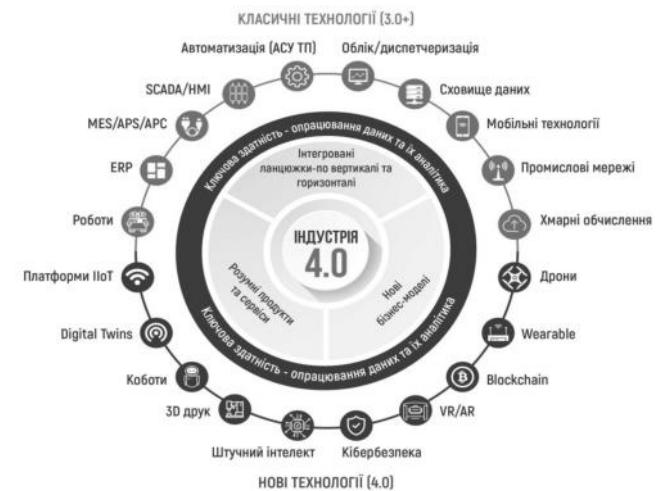 КЛАСИЧНІ ТЕХНОЛОГІЇ (3.0+)
Автоматизація (АСУ ТП)
Облік/диспетчеризація
SCADA/HMI
Сховище даних
MES/APS/APC
Мобільні технології
ERP
Промислові мережі
Роботи
Хмарні обчислення
Платформи IIoT
Дрони
Digital Twins
Wearable
Коботи
Blockchain
3D друк
VR/AR
Штучний інтелект
Кібербезпека
НОВІ ТЕХНОЛОГІЇ (4.0)
Ключова здатність - опрацювання даних та їх аналітика
Інтегровані
ланцюжки-по вертикалі та
горизонталі
ІНДУСТРІЯ
4.0
Розумні продукти
та сервіси
Нові
бізнес-моделі
Ключова здатність - опрацювання даних та їх аналітика